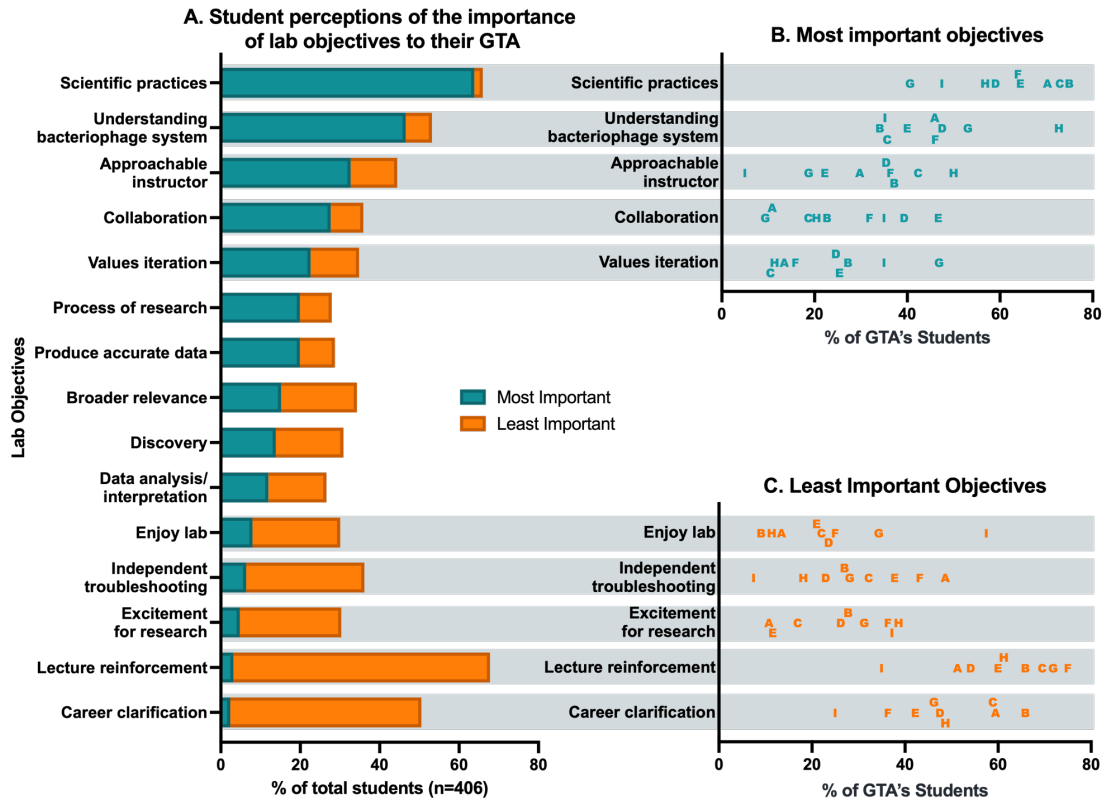 A. Student perceptions of the importance
of lab objectives to their GTA
Lab Objectives
Scientific practices
Understanding
bacteriophage system
Approachable
instructor
Collaboration
Values iteration
Process of research
Produce accurate data
Broader relevance
Discovery
Data analysis/
interpretation
Enjoy lab
Independent
troubleshooting
Excitement
for research
Lecture reinforcement
Career clarification
0 20 40 60 80
% of total students (n=406)
Most Important
Least Important
B. Most important objectives
F
Scientific practices G I H D E A C B
Understanding I A
bacteriophage system B E D G H
C F
Approachable D
instructor I G E A F C H
B
A
Collaboration G C H B F I D E
D
Values iteration H A F B I G
C E
0 20 40 60 80
% of GTA's Students
C. Least Important Objectives
E
Enjoy lab B H A C F G I
D
Independent B
troubleshooting I H D G C E F A
Excitement B
for research A C D G F H
E I
H
Lecture reinforcement I A D E B C G F
G C
Career clarification I F E D A B
H
0 20 40 60 80
% of GTA's Students